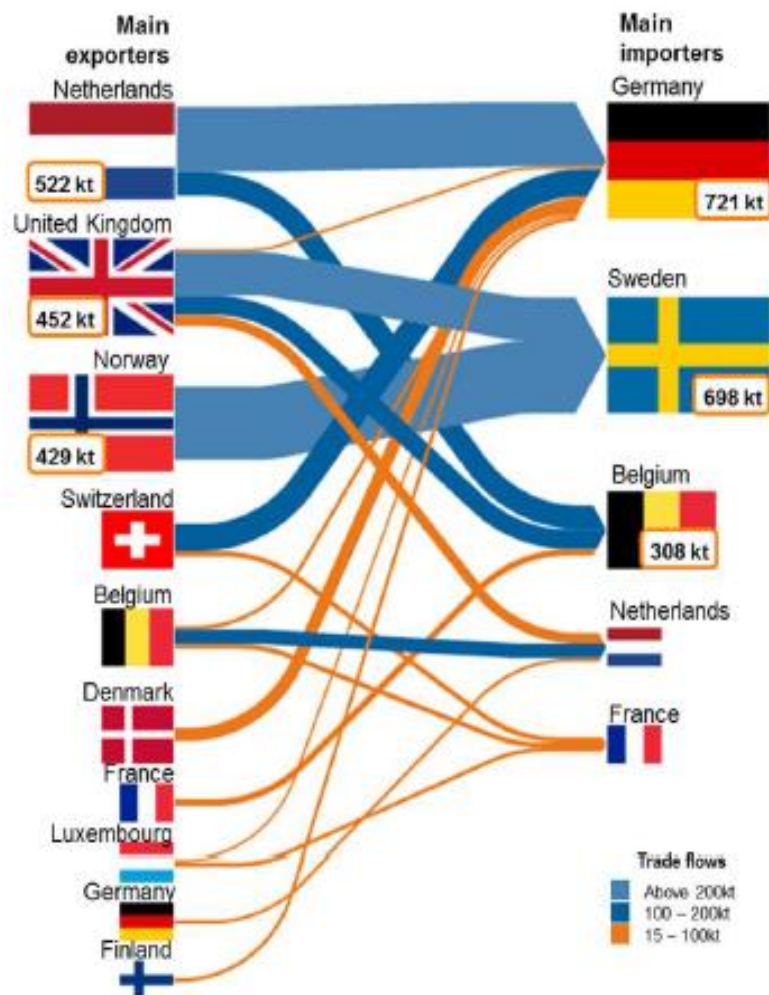 Main
exporters
Netherlands
522 kt
United Kingdom
452 kt
Norway
429 kt
Switzerland
Belgium
Denmark
France
Luxembourg
Germany
Finland
Main
importers
Germany
721 kt
Sweden
698 kt
Belgium
308 kt
Netherlands
France
Trade flows
Above 200kt
100 – 200kt
15 – 100kt